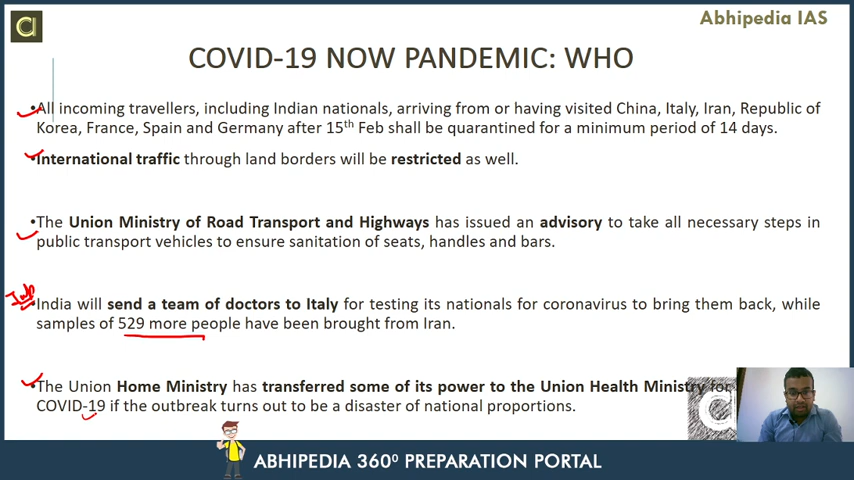 Abhipedia IAS
COVID-19 NOW PANDEMIC: WHO
•All incoming travellers, including Indian nationals, arriving from or having visited China, Italy, Iran, Republic of
Korea, France, Spain and Germany after 15th Feb shall be quarantined for a minimum period of 14 days.
•International traffic through land borders will be restricted as well.
•The Union Ministry of Road Transport and Highways has issued an advisory to take all necessary steps in
public transport vehicles to ensure sanitation of seats, handles and bars.
Imp
•India will send a team of doctors to Italy for testing its nationals for coronavirus to bring them back, while
samples of 529 more people have been brought from Iran.
•The Union Home Ministry has transferred some of its power to the Union Health Ministry for
COVID-19 if the outbreak turns out to be a disaster of national proportions.
ABHIPEDIA 360⁰ PREPARATION PORTAL